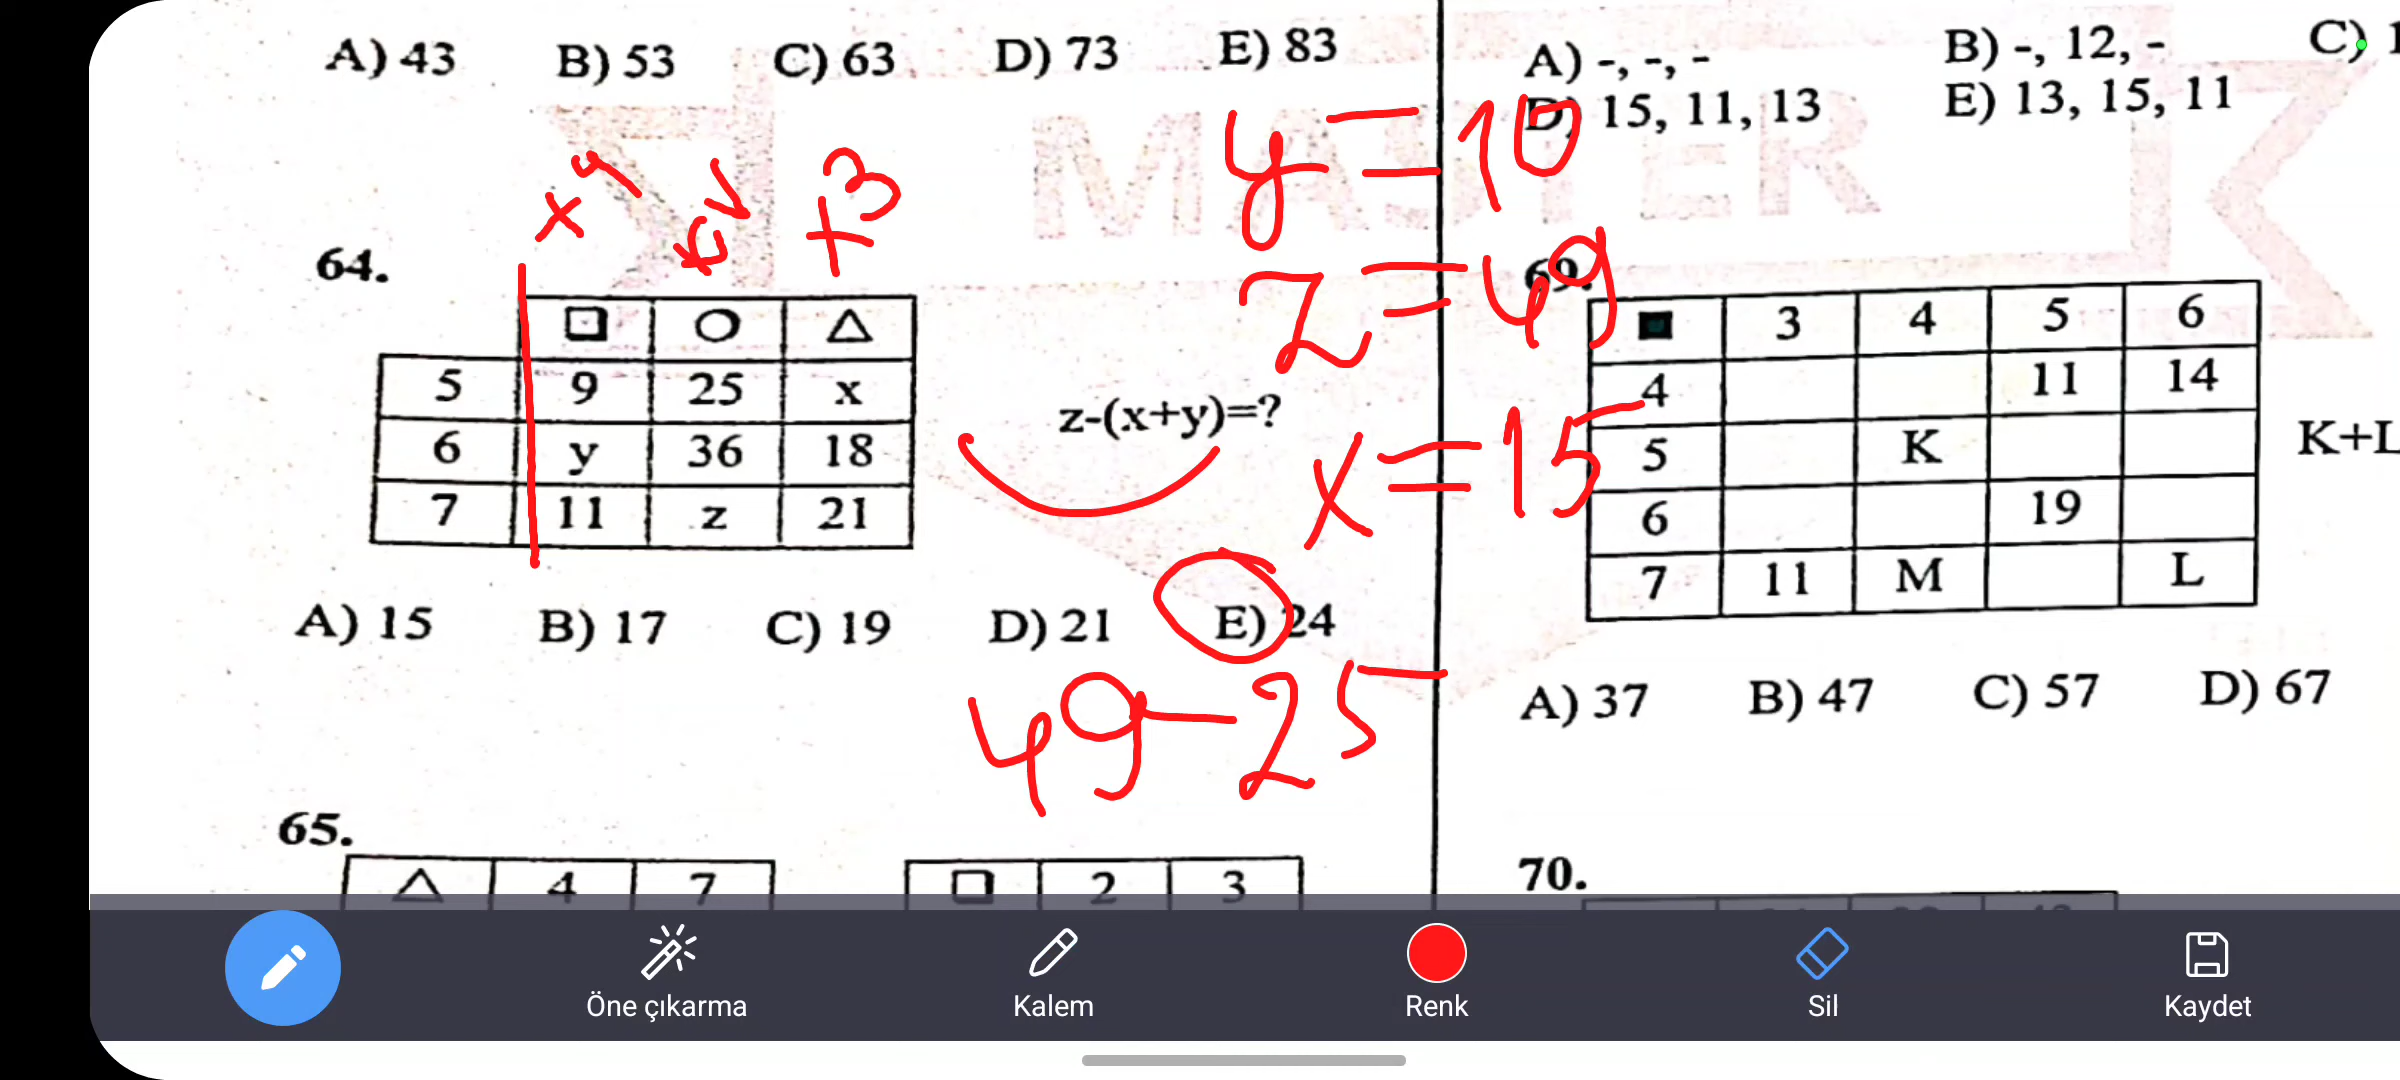 A) 43 B) 53 C) 63 D) 73 E) 83
64.
□ ○ △
5 9 25 x
6 y 36 18
7 11 z 21
z-(x+y)=?
A) 15 B) 17 C) 19 D) 21 E) 24
y = 10
z = 49
x = 15
49-25
65.
△ 4 7
□ 2 3
MASTER
A) -, -, - B) -, 12, - C) 1
D) 15, 11, 13 E) 13, 15, 11
69.
■ 3 4 5 6
4 11 14
5 K
6 19
7 11 M L
K+L
A) 37 B) 47 C) 57 D) 67
70.
Öne çıkarma Kalem Renk Sil Kaydet